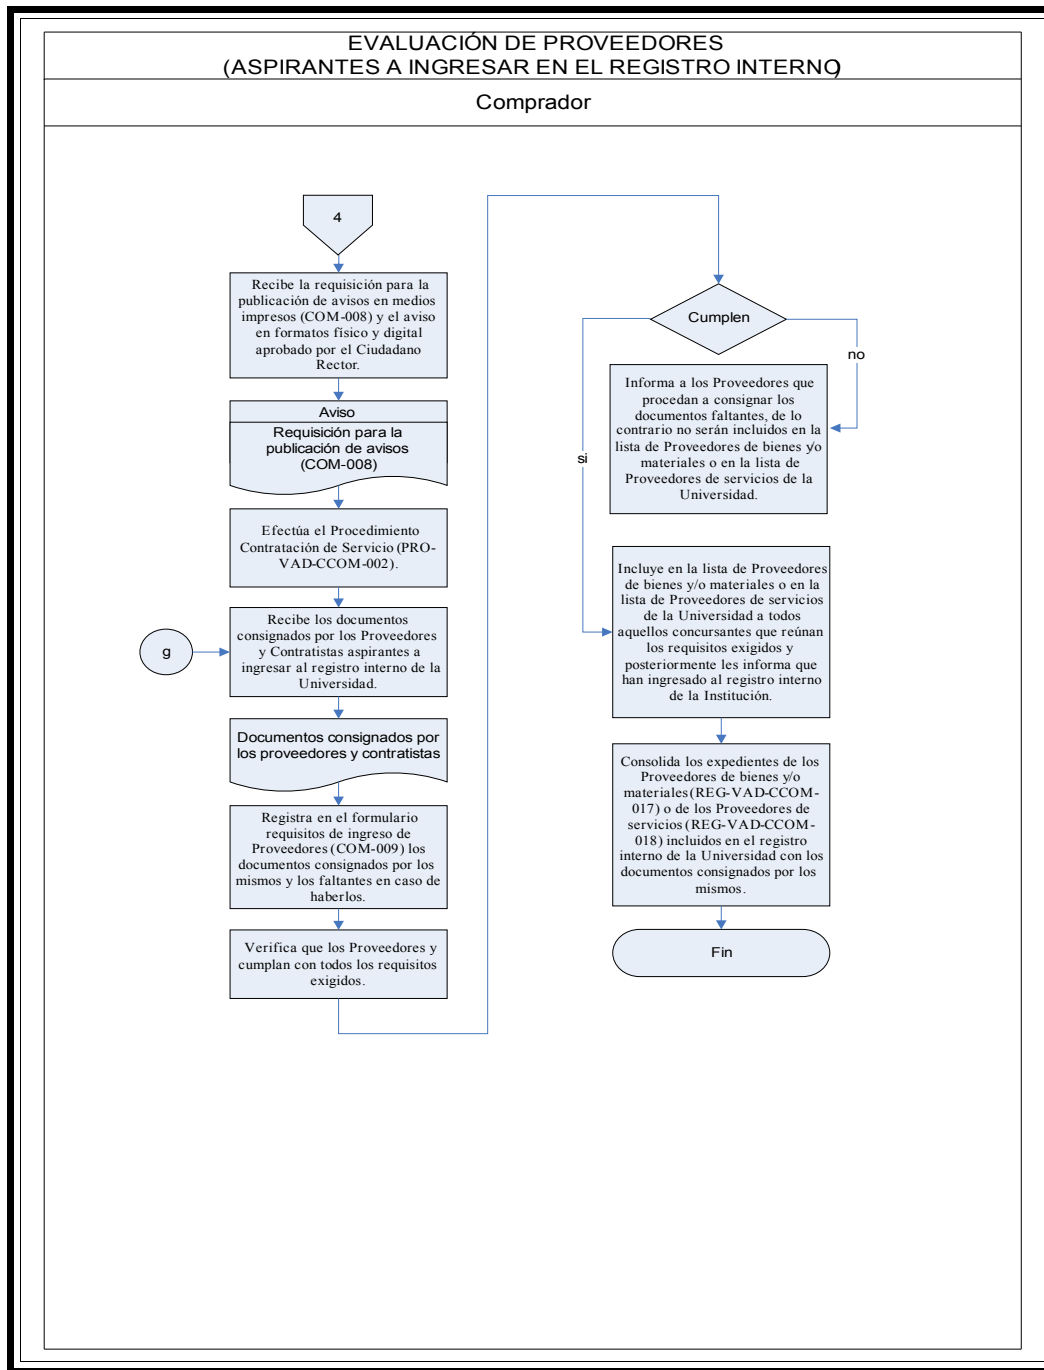 EVALUACIÓN DE PROVEEDORES
(ASPIRANTES A INGRESAR EN EL REGISTRO INTERNO)
Comprador
4
Recibe la requisición para la
publicación de avisos en medios
impresos (COM-008) y el aviso
en formatos físico y digital
aprobado por el Ciudadano
Rector.
Aviso
Requisición para la
publicación de avisos
(COM-008)
Efectúa el Procedimiento
Contratación de Servicio (PRO-
VAD-CCOM-002).
Recibe los documentos
consignados por los Proveedores
y Contratistas aspirantes a
ingresar al registro interno de la
Universidad.
g
Documentos consignados por
los proveedores y contratistas
Registra en el formulario
requisitos de ingreso de
Proveedores (COM-009) los
documentos consignados por los
mismos y los faltantes en caso de
haberlos.
Verifica que los Proveedores y
cumplan con todos los requisitos
exigidos.
Cumplen
no
si
Informa a los Proveedores que
procedan a consignar los
documentos faltantes, de lo
contrario no serán incluidos en la
lista de Proveedores de bienes y/o
materiales o en la lista de
Proveedores de servicios de la
Universidad.
Incluye en la lista de Proveedores
de bienes y/o materiales o en la
lista de Proveedores de servicios
de la Universidad a todos
aquellos concursantes que reúnan
los requisitos exigidos y
posteriormente les informa que
han ingresado al registro interno
de la Institución.
Consolida los expedientes de los
Proveedores de bienes y/o
materiales (REG-VAD-CCOM-
017) o de los Proveedores de
servicios (REG-VAD-CCOM-
018) incluidos en el registro
interno de la Universidad con los
documentos consignados por los
mismos.
Fin